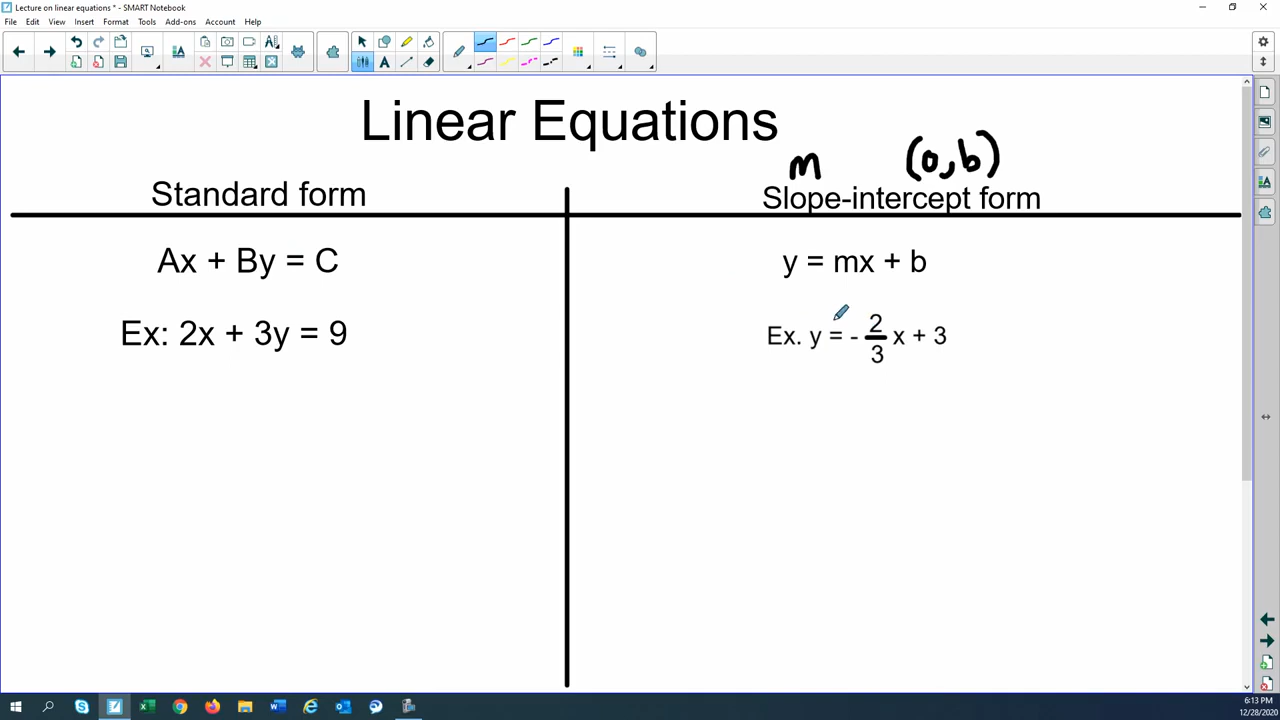 Lecture on linear equations * - SMART Notebook
File Edit View Insert Format Tools Add-ons Account Help
Linear Equations
m (0,b)
Standard form
Slope-intercept form
Ax + By = C
y = mx + b
Ex: 2x + 3y = 9
Ex. y = - 2/3 x + 3
6:13 PM
12/28/2020